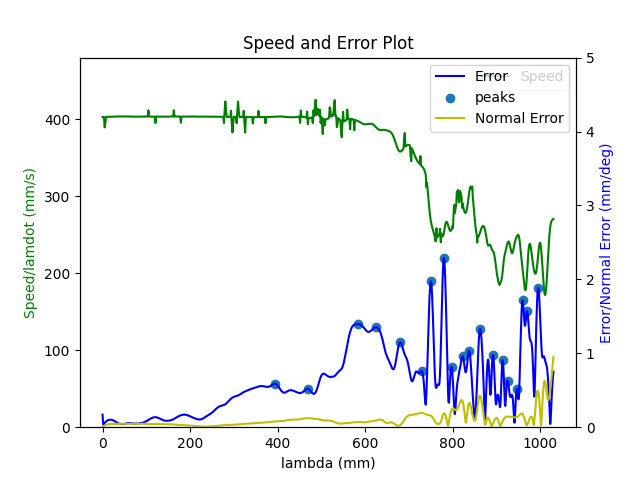 Speed and Error Plot
Speed/lamdot (mm/s)
400
300
200
100
0
5
4
3
2
1
0
Error/Normal Error (mm/deg)
0
200
400
600
800
1000
lambda (mm)
Error
Speed
peaks
Normal Error